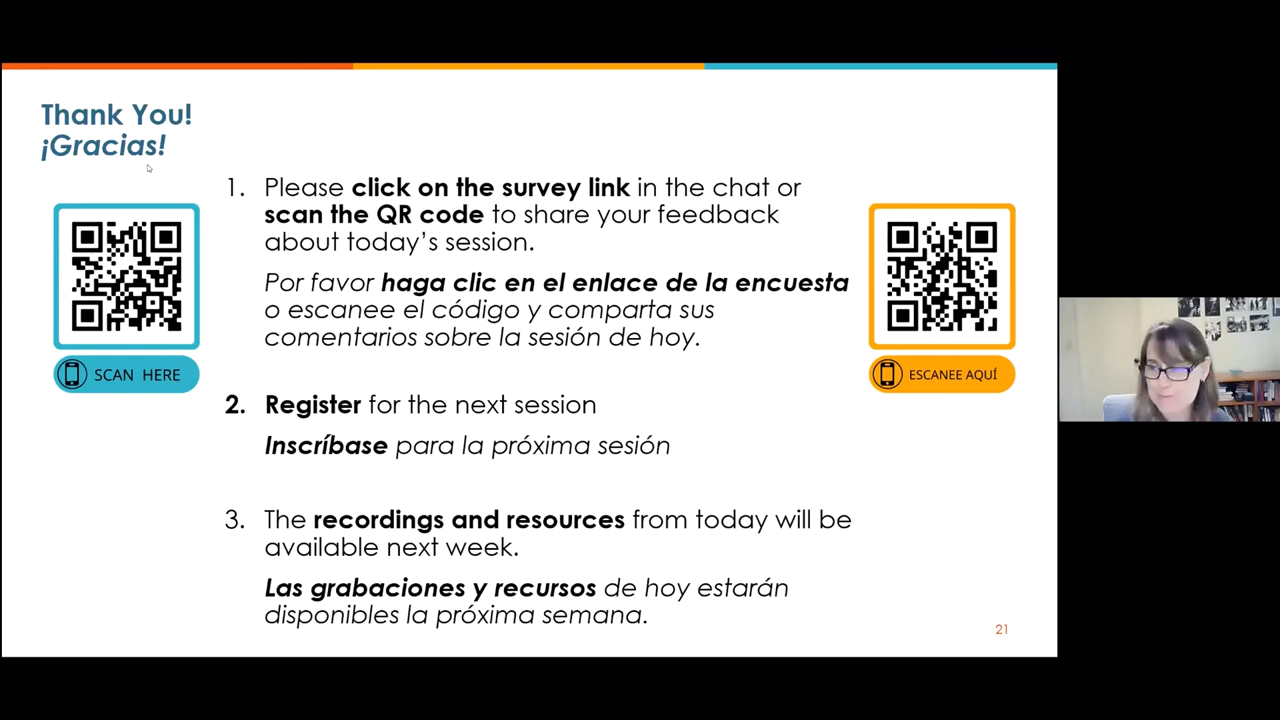 Thank You!
¡Gracias!
1. Please click on the survey link in the chat or
scan the QR code to share your feedback
about today's session.
Por favor haga clic en el enlace de la encuesta
o escanee el código y comparta sus
comentarios sobre la sesión de hoy.
SCAN HERE
ESCANEE AQUÍ
2. Register for the next session
Inscríbase para la próxima sesión
3. The recordings and resources from today will be
available next week.
Las grabaciones y recursos de hoy estarán
disponibles la próxima semana.
21